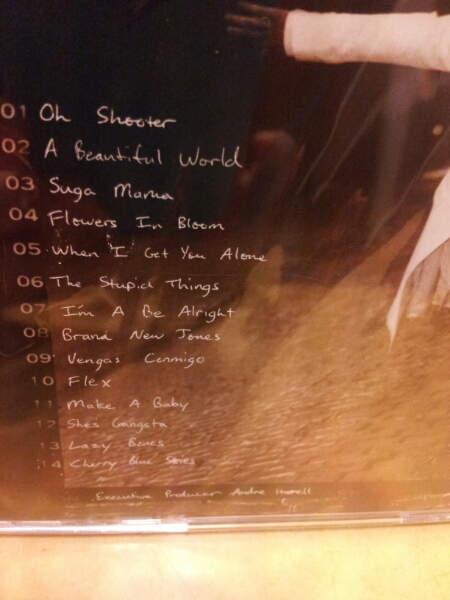 01 Oh Shooter
02 A Beautiful World
03 Suga Mama
04 Flowers In Bloom
05 When I Get You Alone
06 The Stupid Things
07 I'm A Be Alright
08 Brand New Jones
09 Vengas Conmigo
10 Flex
11 Make A Baby
12 Shes Gangsta
13 Lazy Bones
14 Cherry Blue Skies
Executive Producer Andre Harrell